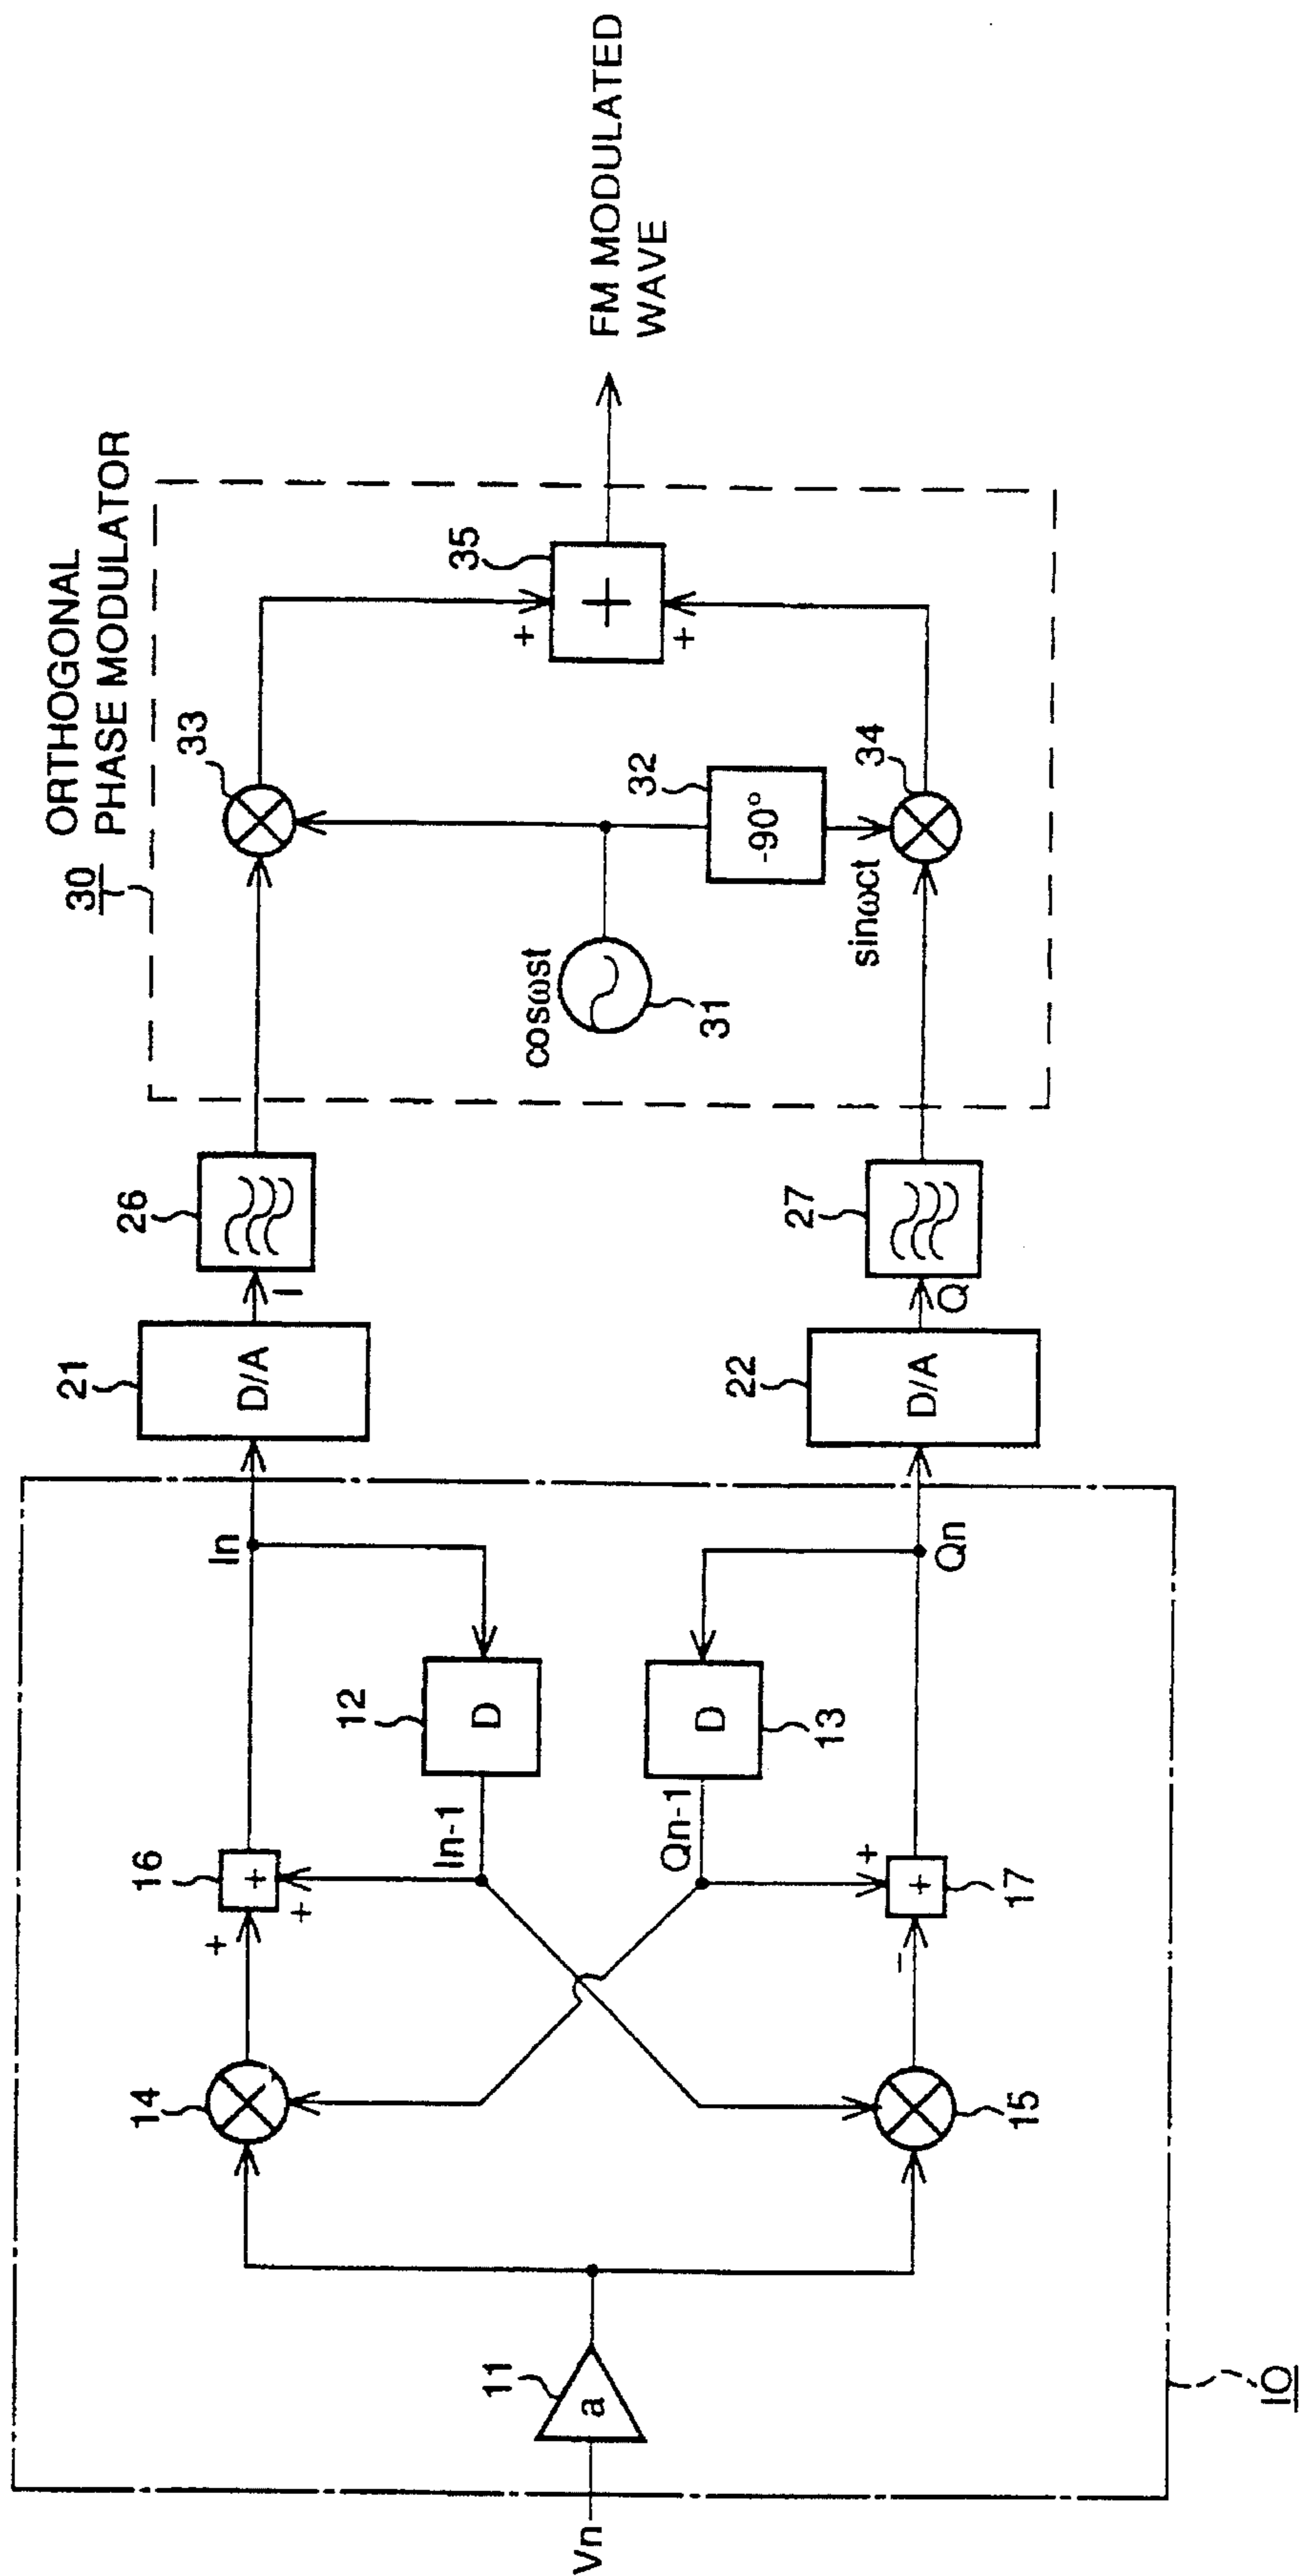 ORTHOGONAL
PHASE MODULATOR
30
33
26
21
D/A
I
In
16
+
+
+
14
12
D
In-1
35
+
+
+
FM MODULATED
WAVE
cosωst
31
32
-90°
sinωct
34
11
a
Vn
13
D
Qn-1
27
22
D/A
Q
Qn
17
+
+
-
15
10